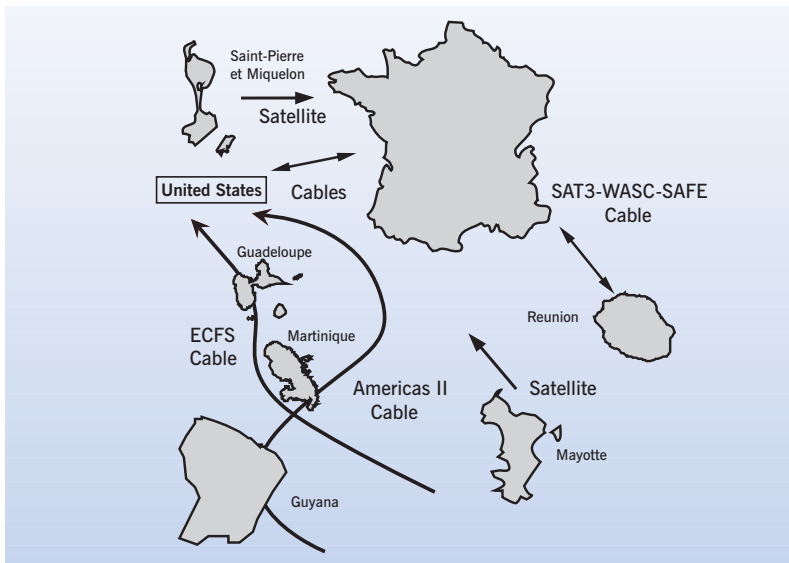 Saint-Pierre
et Miquelon
Satellite
United States
Cables
SAT3-WASC-SAFE
Cable
Guadeloupe
Reunion
ECFS
Cable
Martinique
Americas II
Cable
Satellite
Mayotte
Guyana